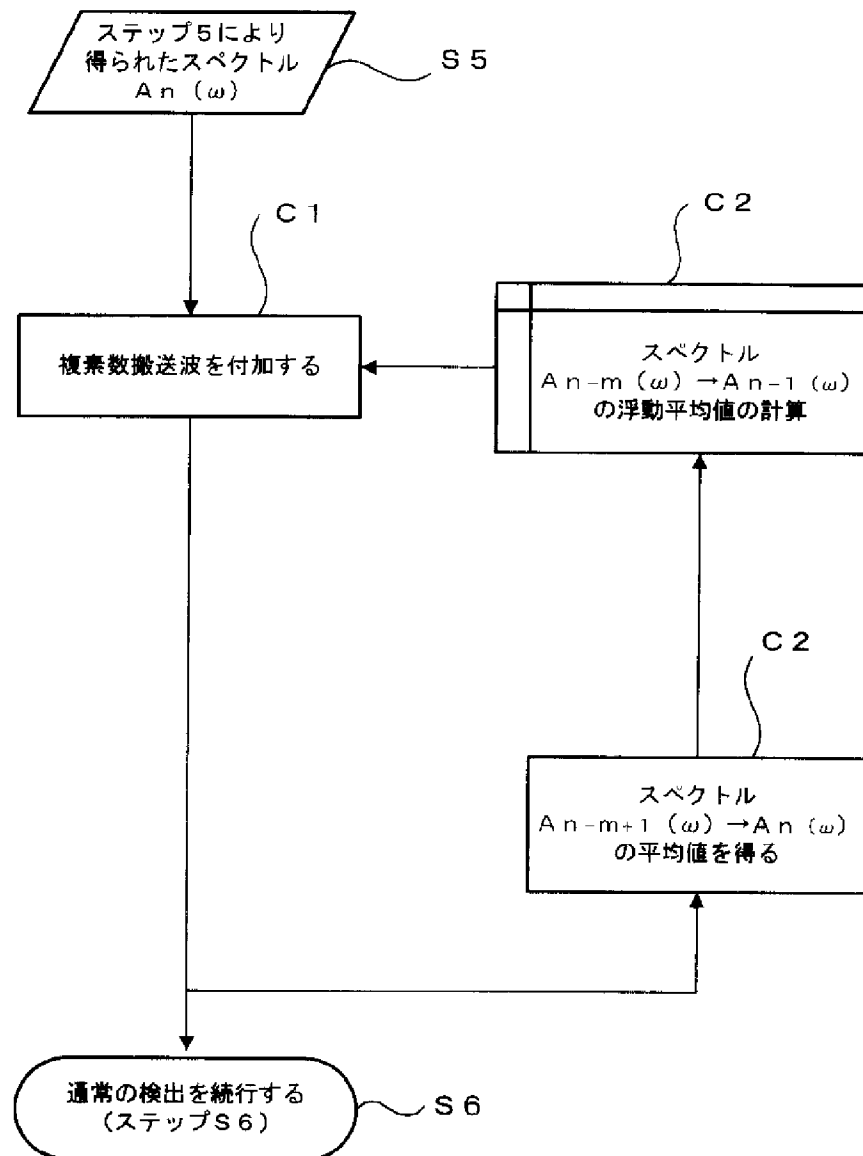 ステップ5により
得られたスペクトル
An (ω)
S5
C1
C2
複素数搬送波を付加する
スペクトル
An-m (ω) →An-1 (ω)
の浮動平均値の計算
C2
スペクトル
An-m+1 (ω) →An (ω)
の平均値を得る
通常の検出を続行する
(ステップS6)
S6